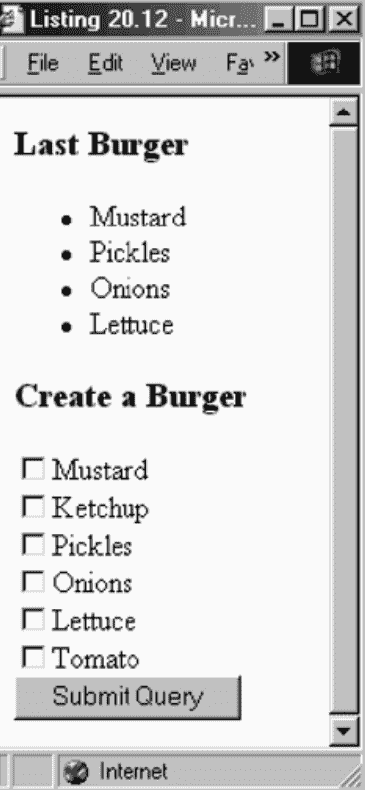 Listing 20.12 - Micr...
File Edit View Fav »
Last Burger
• Mustard
• Pickles
• Onions
• Lettuce
Create a Burger
Mustard
Ketchup
Pickles
Onions
Lettuce
Tomato
Submit Query
Internet